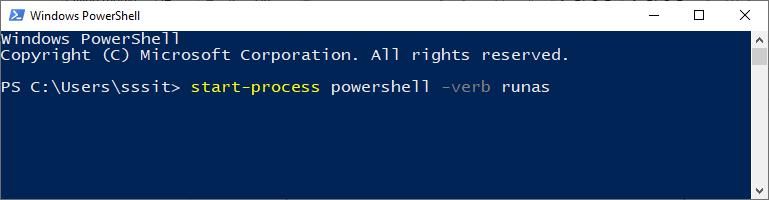 Windows PowerShell
Windows PowerShell
Copyright (C) Microsoft Corporation. All rights reserved.
PS C:\Users\sssit> start-process powershell -verb runas